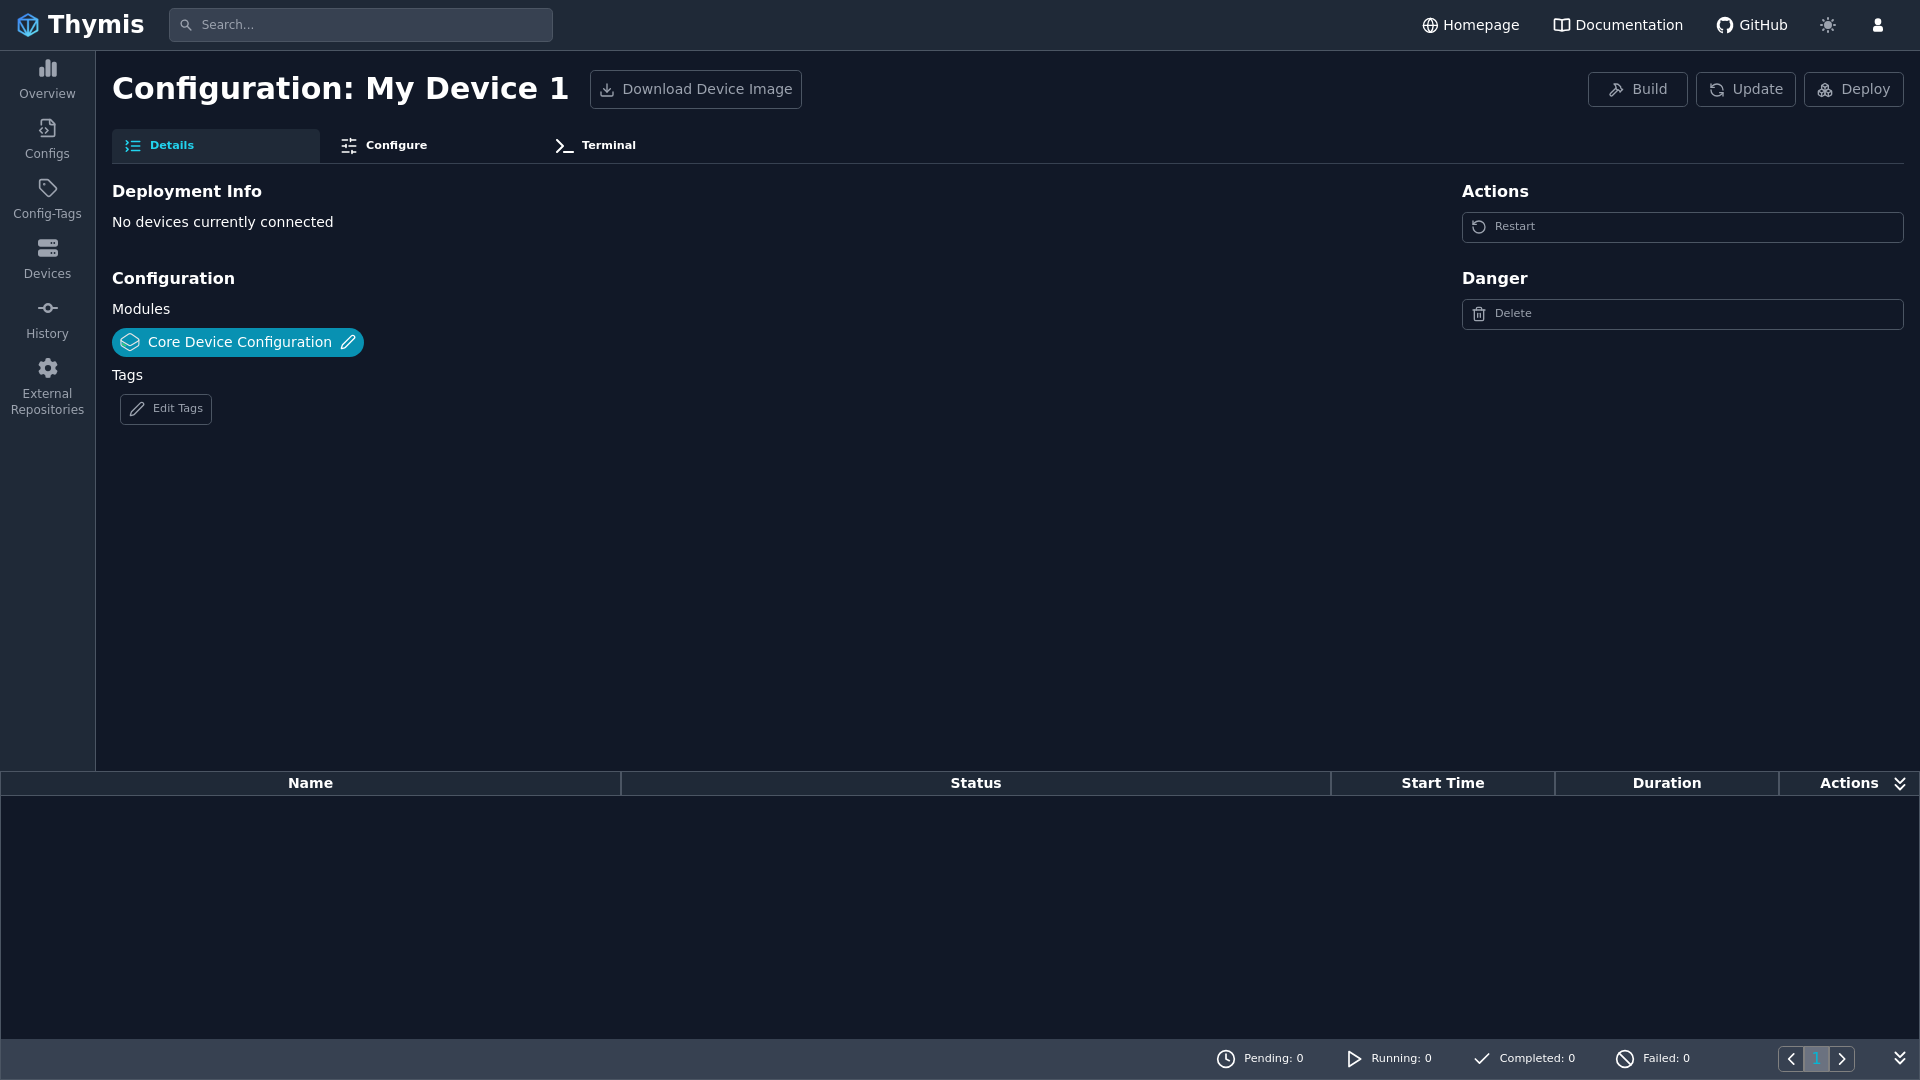 Thymis
Search...
Homepage
Documentation
GitHub
Overview
Configs
Config-Tags
Devices
History
External
Repositories
Configuration: My Device 1
Download Device Image
Build
Update
Deploy
Details
Configure
Terminal
Deployment Info
No devices currently connected
Configuration
Modules
Core Device Configuration
Tags
Edit Tags
Actions
Restart
Danger
Delete
Name
Status
Start Time
Duration
Actions
Pending: 0
Running: 0
Completed: 0
Failed: 0
1